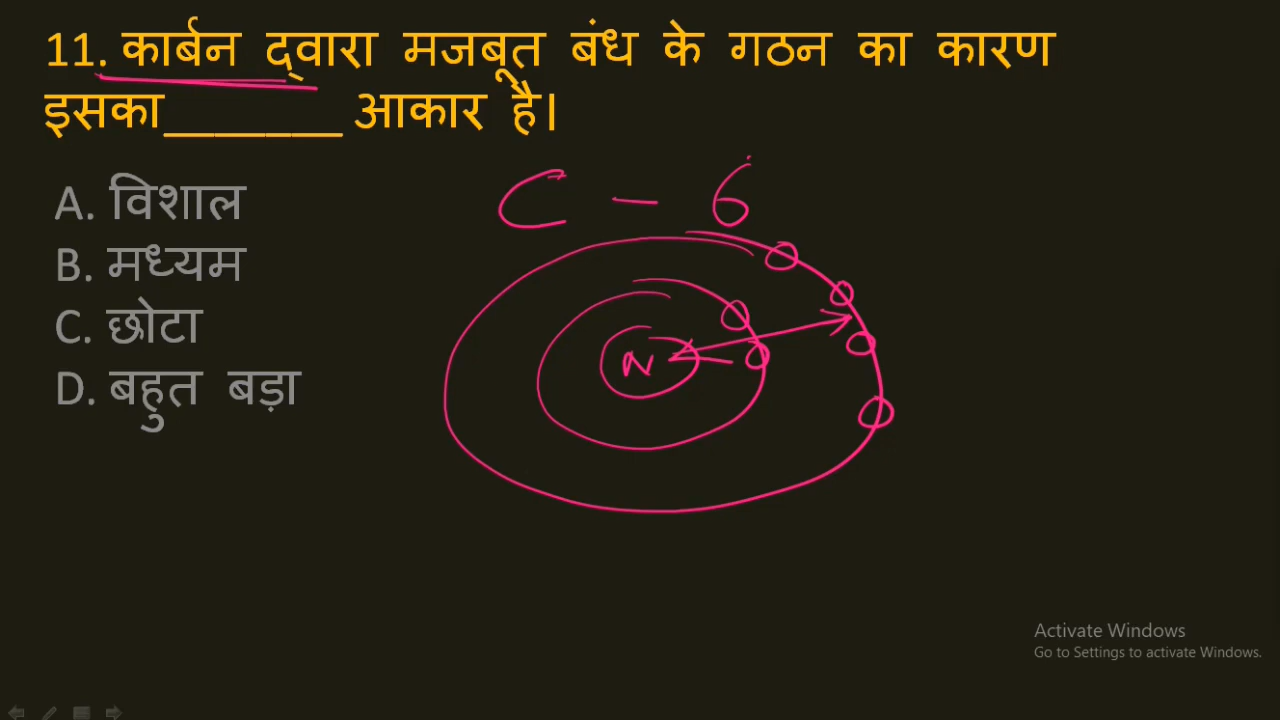 11. कार्बन द्वारा मजबूत बंध के गठन का कारण
इसका_______ आकार है।
A. विशाल
B. मध्यम
C. छोटा
D. बहुत बड़ा
C - 6
N
Activate Windows
Go to Settings to activate Windows.